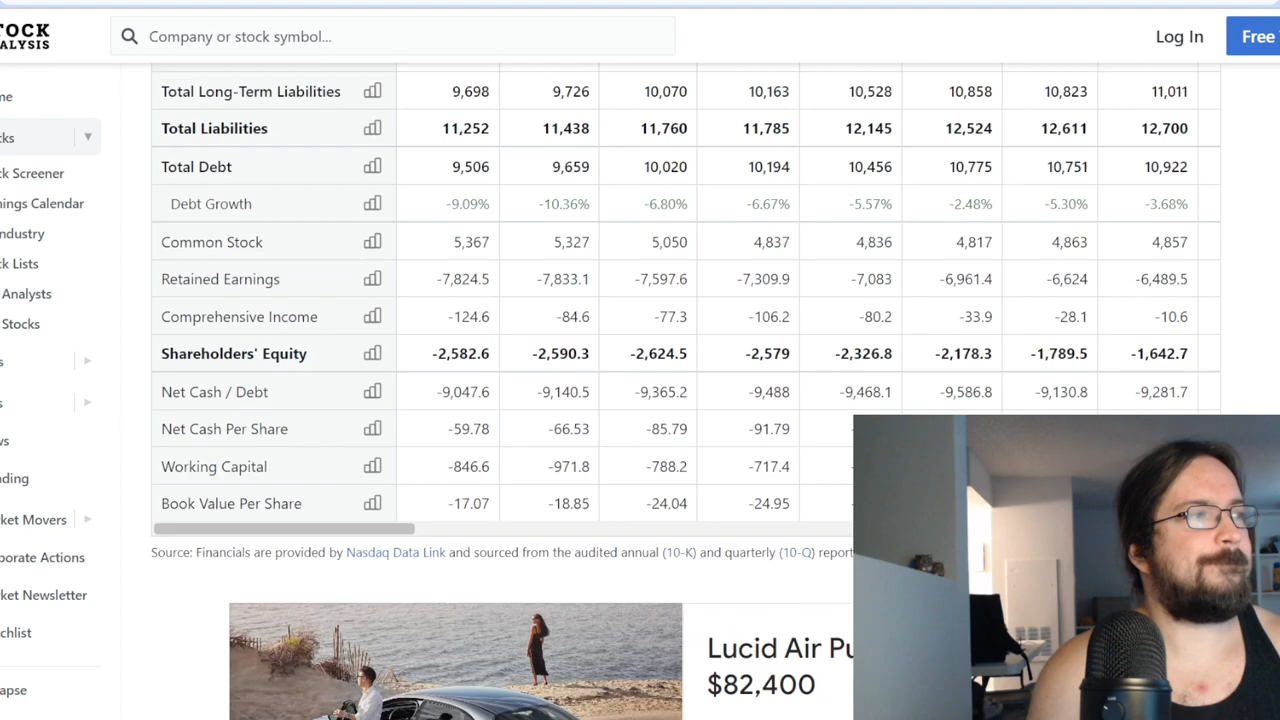 TOCK
ALYSIS
Company or stock symbol...
Log In
Free
me
cks
ck Screener
nings Calendar
ndustry
ck Lists
Analysts
Stocks
s
s
ws
nding
ket Movers
porate Actions
rket Newsletter
tchlist
apse
Total Long-Term Liabilities 9,698 9,726 10,070 10,163 10,528 10,858 10,823 11,011
Total Liabilities 11,252 11,438 11,760 11,785 12,145 12,524 12,611 12,700
Total Debt 9,506 9,659 10,020 10,194 10,456 10,775 10,751 10,922
Debt Growth -9.09% -10.36% -6.80% -6.67% -5.57% -2.48% -5.30% -3.68%
Common Stock 5,367 5,327 5,050 4,837 4,836 4,817 4,863 4,857
Retained Earnings -7,824.5 -7,833.1 -7,597.6 -7,309.9 -7,083 -6,961.4 -6,624 -6,489.5
Comprehensive Income -124.6 -84.6 -77.3 -106.2 -80.2 -33.9 -28.1 -10.6
Shareholders' Equity -2,582.6 -2,590.3 -2,624.5 -2,579 -2,326.8 -2,178.3 -1,789.5 -1,642.7
Net Cash / Debt -9,047.6 -9,140.5 -9,365.2 -9,488 -9,468.1 -9,586.8 -9,130.8 -9,281.7
Net Cash Per Share -59.78 -66.53 -85.79 -91.79
Working Capital -846.6 -971.8 -788.2 -717.4
Book Value Per Share -17.07 -18.85 -24.04 -24.95
Source: Financials are provided by Nasdaq Data Link and sourced from the audited annual (10-K) and quarterly (10-Q) report
Lucid Air Pu
$82,400